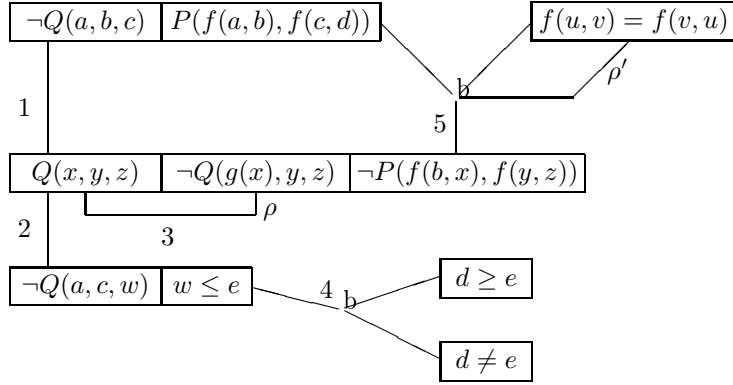 ¬Q(a, b, c) P(f(a, b), f(c, d)) f(u, v) = f(v, u)
ρ′
b
1
5
Q(x, y, z) ¬Q(g(x), y, z) ¬P(f(b, x), f(y, z))
ρ
2
3
¬Q(a, c, w) w ≤ e 4 b d ≥ e
d ≠ e